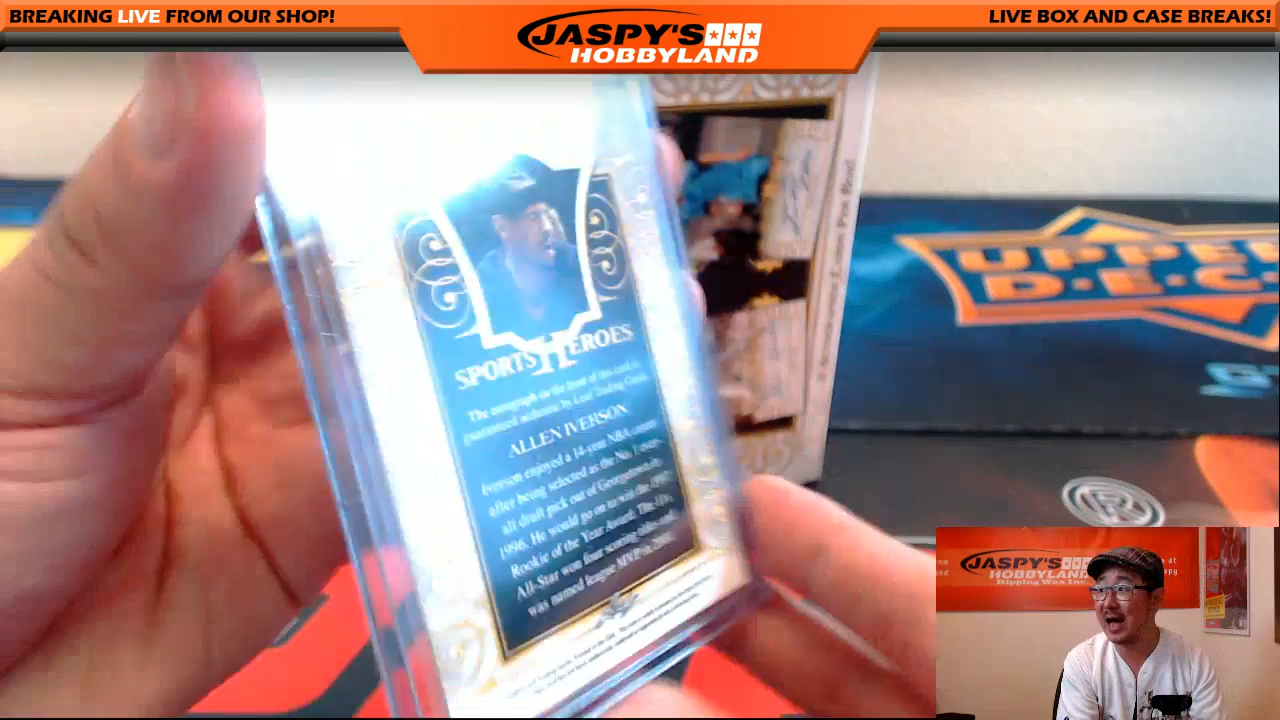 BREAKING LIVE FROM OUR SHOP!
JASPY'S
HOBBYLAND
LIVE BOX AND CASE BREAKS!
SPORTS HEROES
The autograph on the front of this card is
guaranteed authentic by Leaf Trading Cards.
ALLEN IVERSON
Iverson enjoyed a 14-year NBA career
after being selected as the No. 1 over-
all draft pick out of Georgetown in
1996. He would go on to win the 1997
Rookie of the Year Award. The 11x
All-Star won four scoring titles and
was named league MVP in 2001.
UPPE
D·E·C
R
JASPY'S
HOBBYLAND
Ripping Wax Inc.